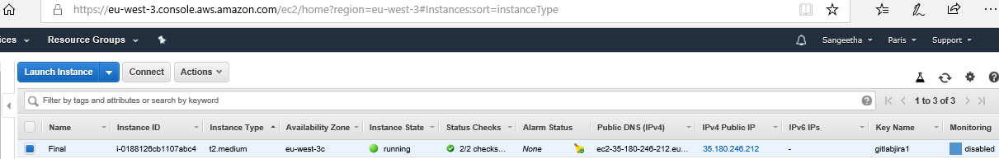 https://eu-west-3.console.aws.amazon.com/ec2/home?region=eu-west-3#Instances:sort=instanceType
ices Resource Groups Sangeetha Paris Support
Launch Instance Connect Actions
Filter by tags and attributes or search by keyword 1 to 3 of 3
Name Instance ID Instance Type Availability Zone Instance State Status Checks Alarm Status Public DNS (IPv4) IPv4 Public IP IPv6 IPs Key Name Monitoring
Final i-0188126cb1107abc4 t2.medium eu-west-3c running 2/2 checks... None ec2-35-180-246-212.eu... 35.180.246.212 - gitlabjira1 disabled